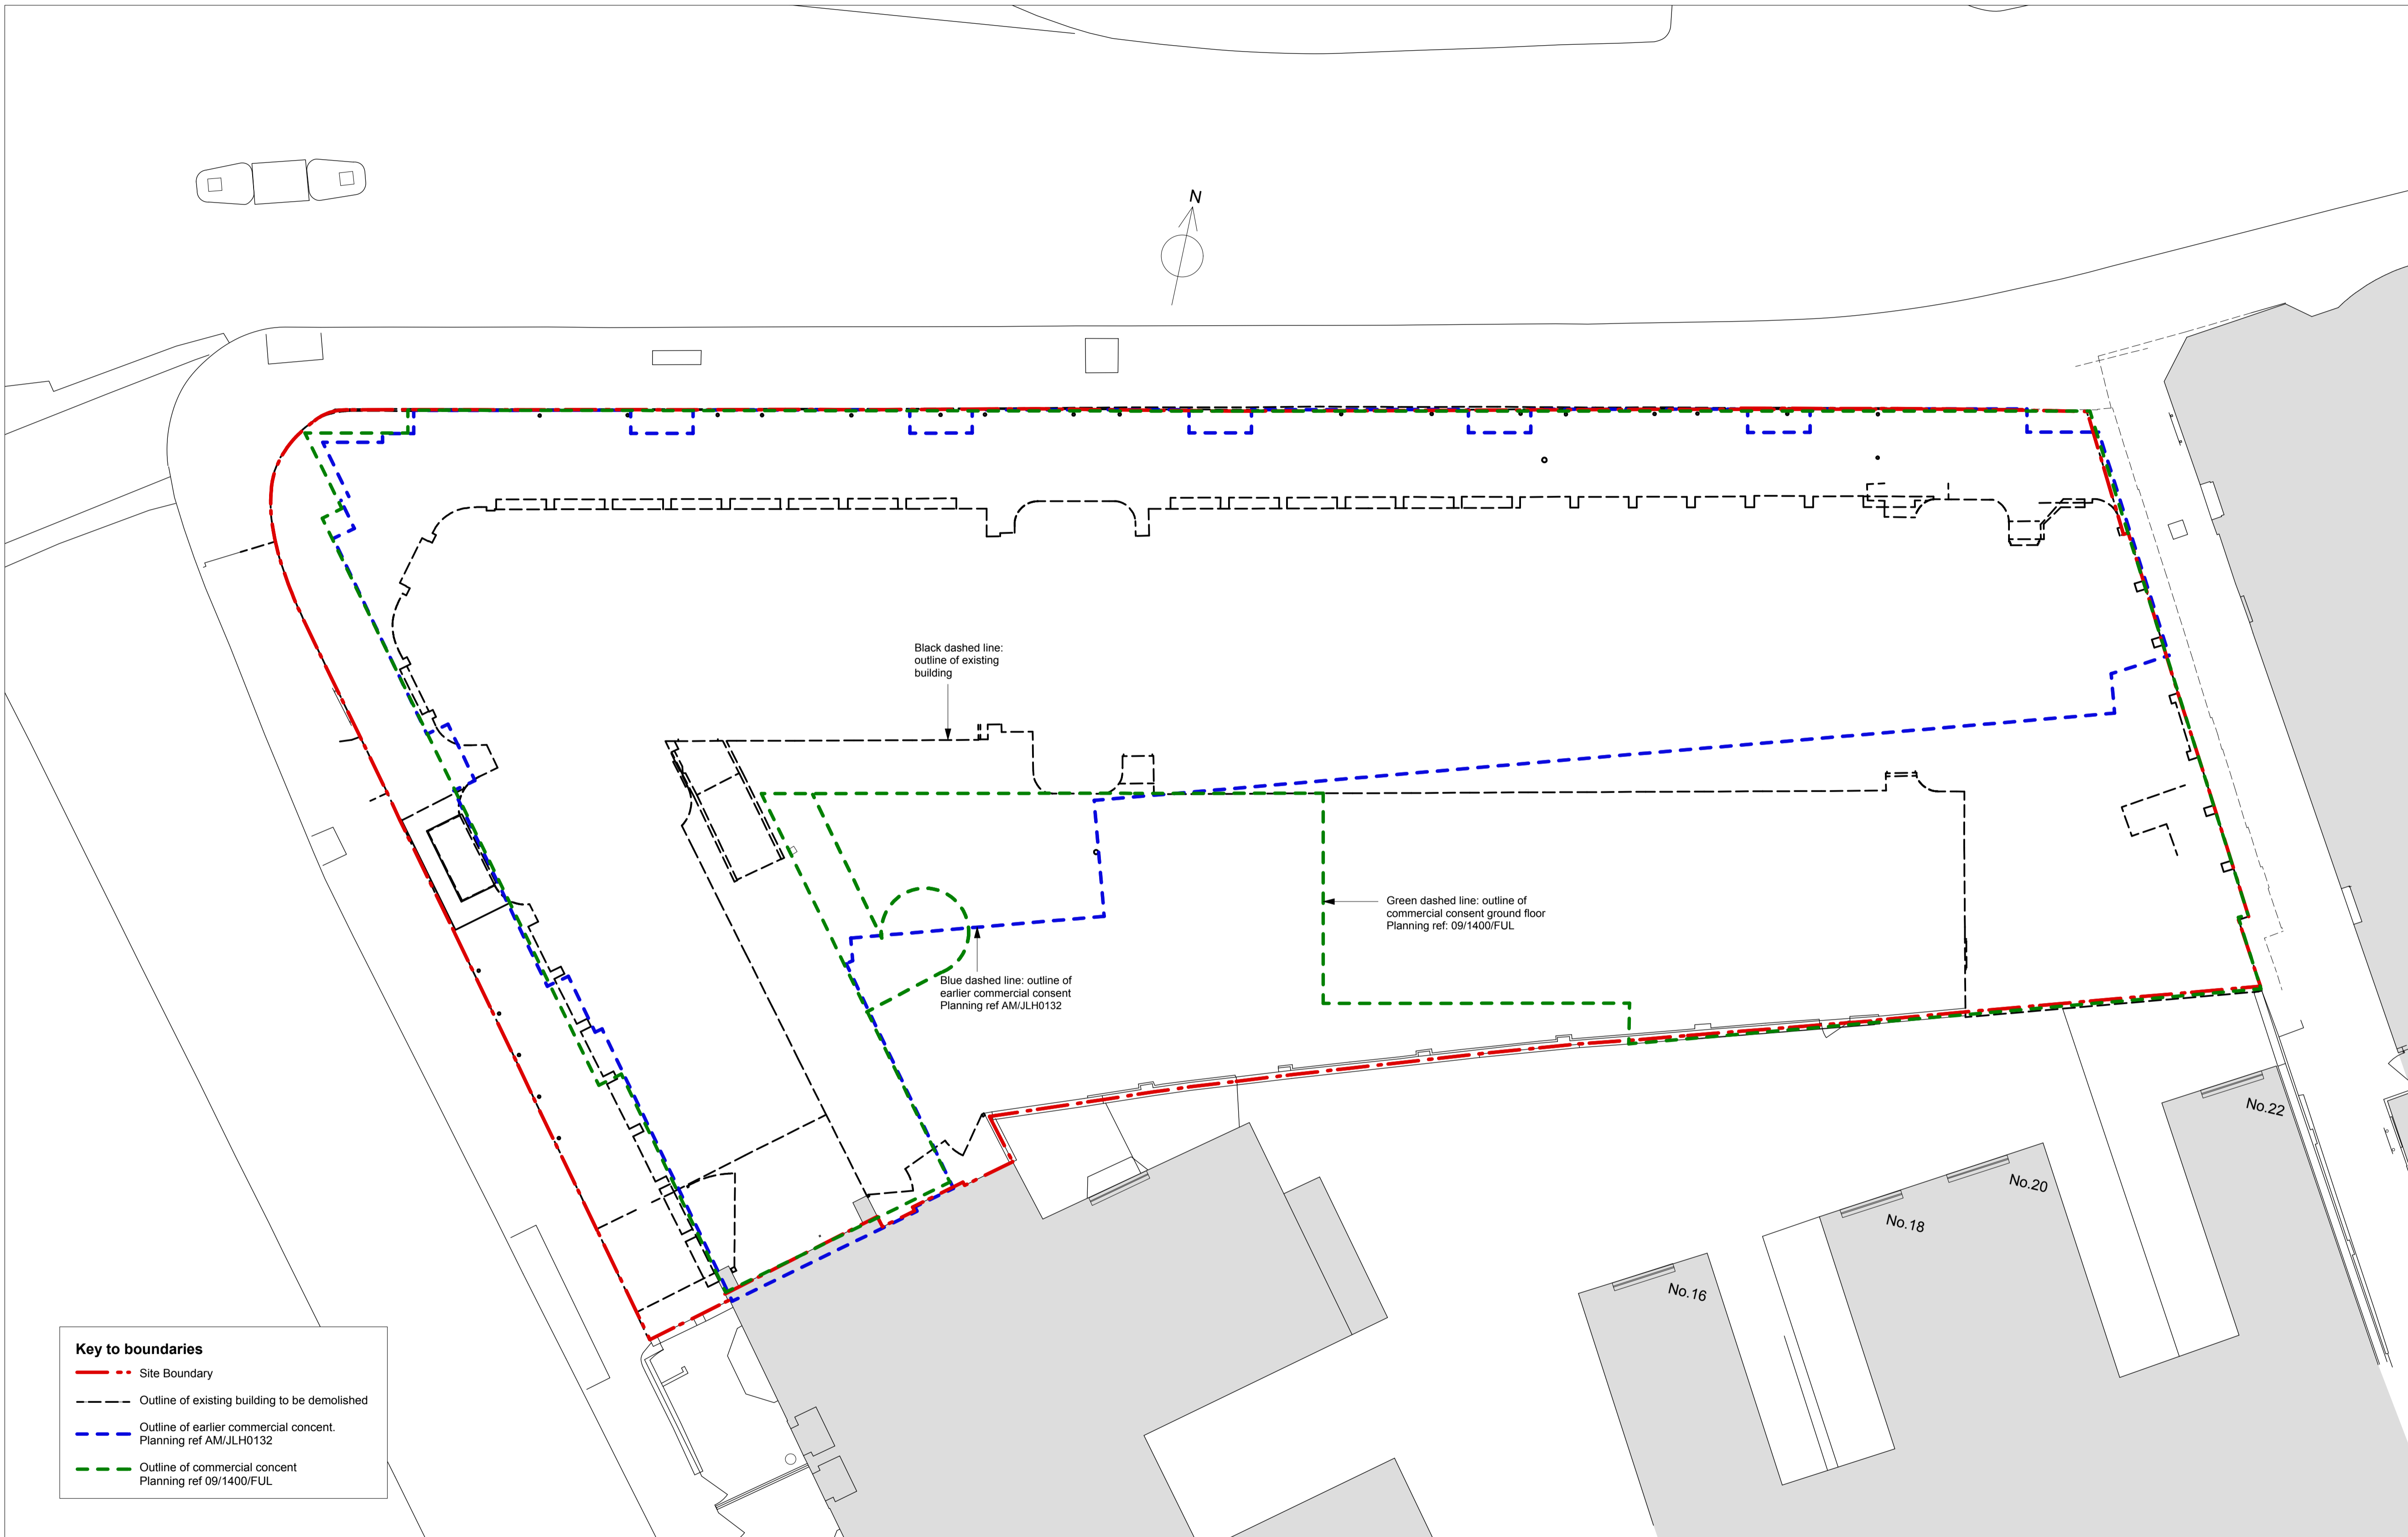 N
Black dashed line:
outline of existing
building
Green dashed line: outline of
commercial consent ground floor
Planning ref: 09/1400/FUL
Blue dashed line: outline of
earlier commercial consent
Planning ref AM/JLH0132
No.22
No.20
No.18
No.16
Key to boundaries
Site Boundary
Outline of existing building to be demolished
Outline of earlier commercial concent.
Planning ref AM/JLH0132
Outline of commercial concent
Planning ref 09/1400/FUL